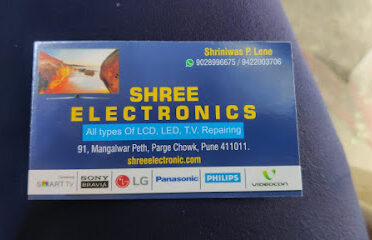 Shriniwas P. Lone
9028996675 / 9422003706
SHREE
ELECTRONICS
All types Of LCD, LED, T.V. Repairing
91, Mangalwar Peth, Parge Chowk, Pune 411011.
shreeelectronic.com
SMART TV SONY BRAVIA LG Panasonic PHILIPS VIDEOCON